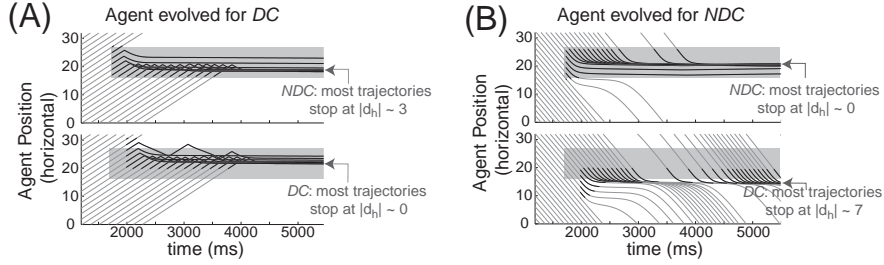 (A) Agent evolved for DC
30
20
10
0
NDC: most trajectories
stop at |dh| ~ 3
30
20
10
0
DC: most trajectories
stop at |dh| ~ 0
Agent Position
(horizontal)
2000 3000 4000 5000
time (ms)
(B) Agent evolved for NDC
30
20
10
0
NDC: most trajectories
stop at |dh| ~ 0
30
20
10
0
DC: most trajectories
stop at |dh| ~ 7
Agent Position
(horizontal)
2000 3000 4000 5000
time (ms)